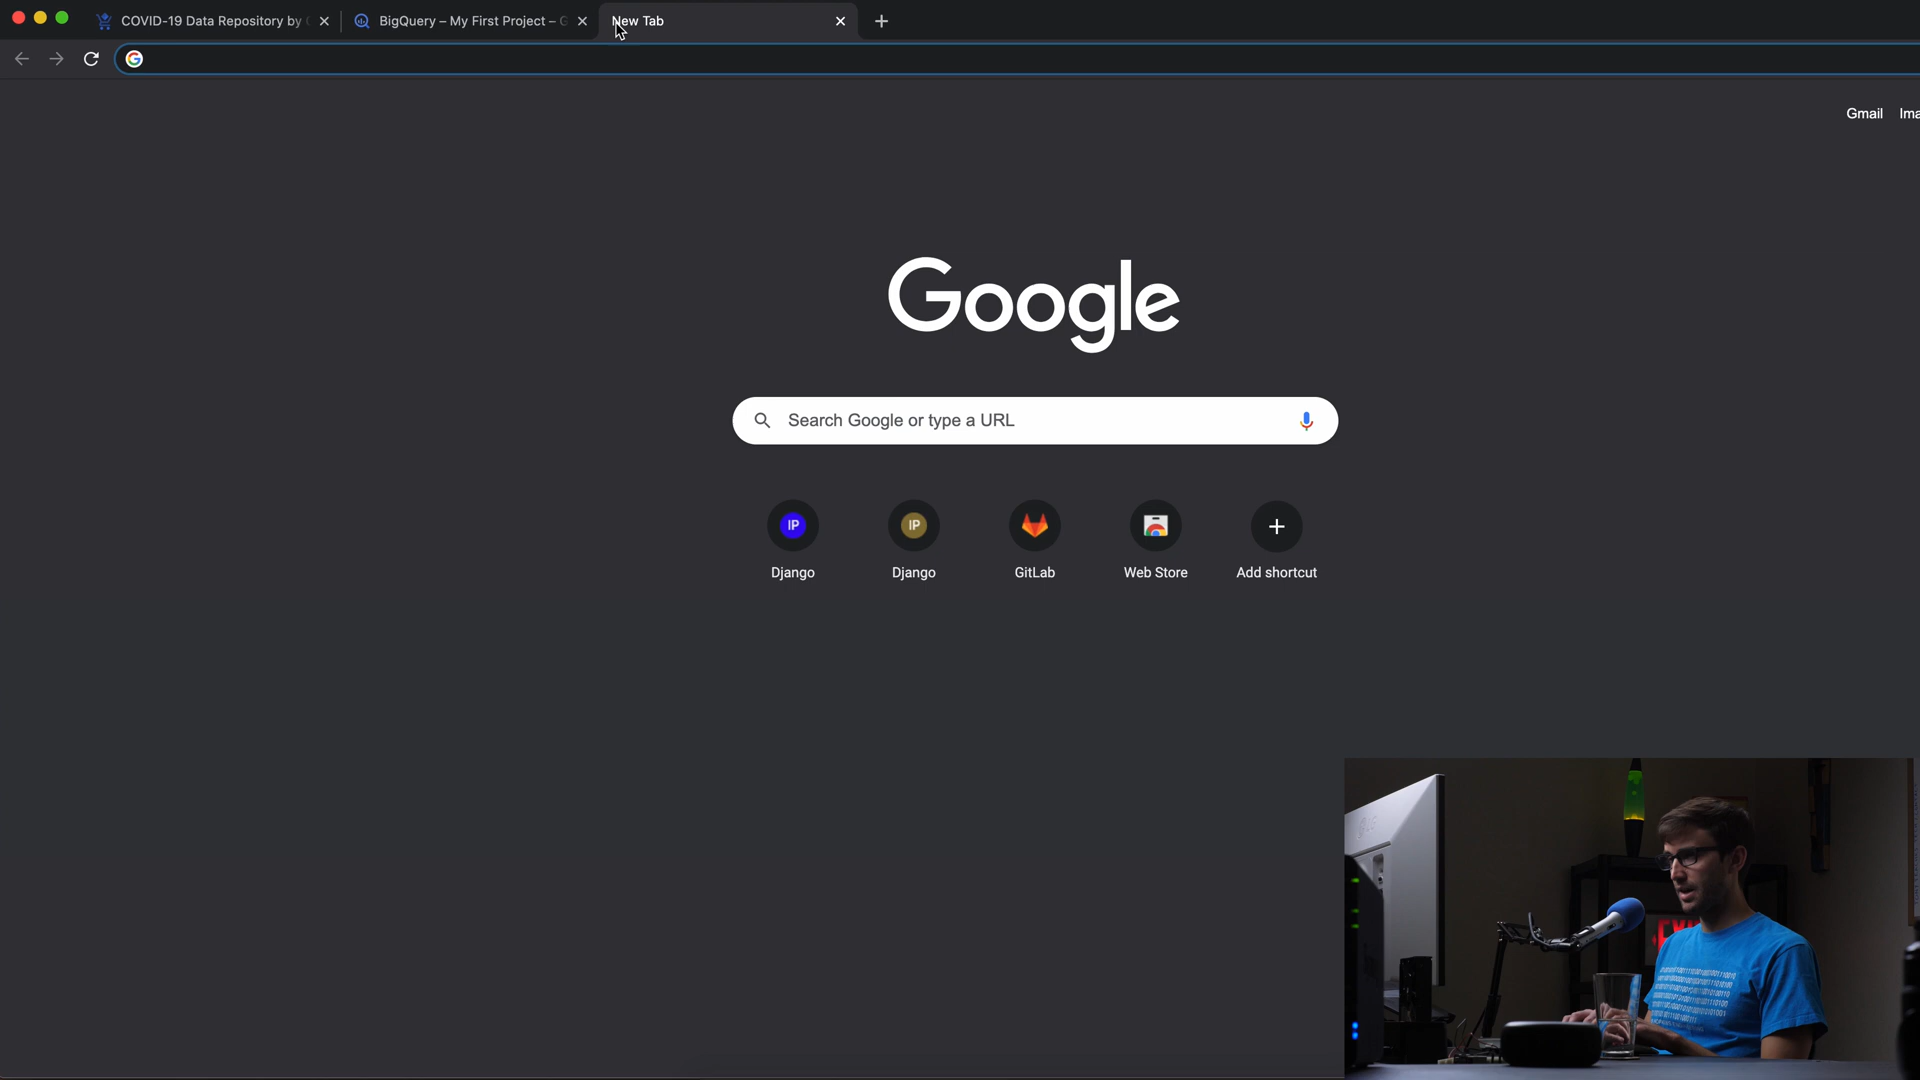 COVID-19 Data Repository by
BigQuery – My First Project –
New Tab
Gmail
Google
Search Google or type a URL
IP
IP
Django
Django
GitLab
Web Store
Add shortcut